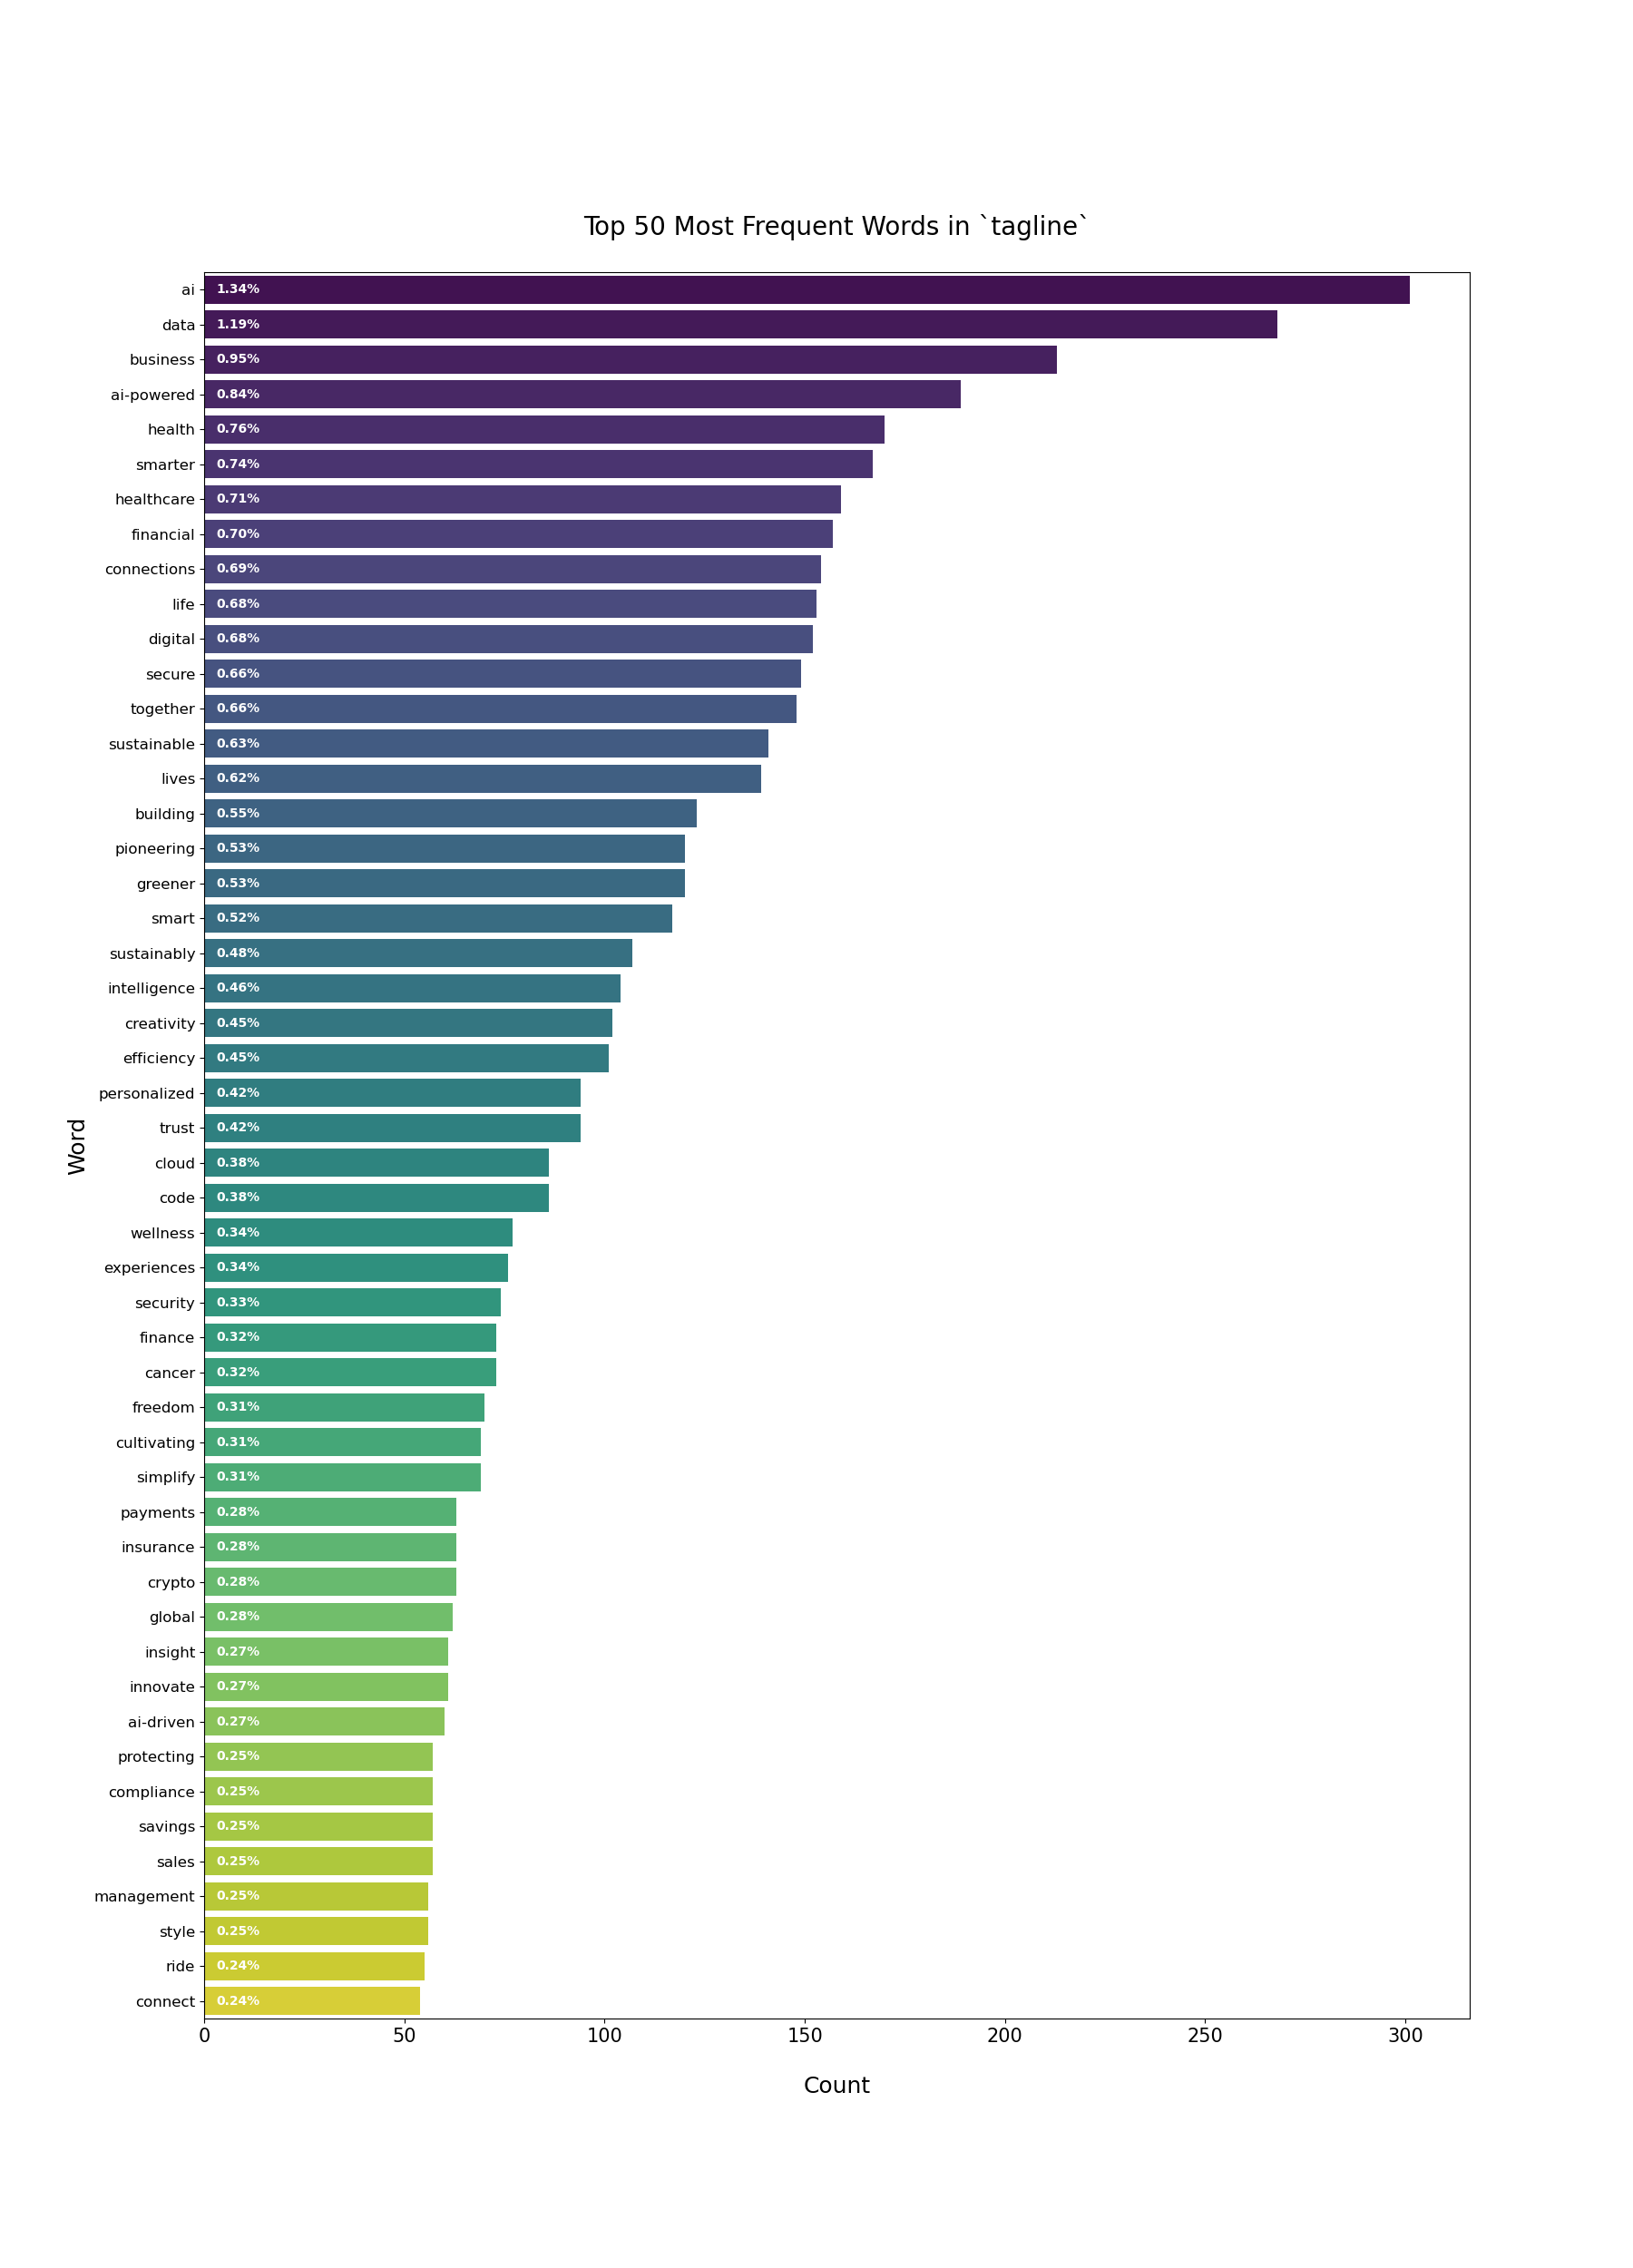 Top 50 Most Frequent Words in `tagline`
ai 1.34%
data 1.19%
business 0.95%
ai-powered 0.84%
health 0.76%
smarter 0.74%
healthcare 0.71%
financial 0.70%
connections 0.69%
life 0.68%
digital 0.68%
secure 0.66%
together 0.66%
sustainable 0.63%
lives 0.62%
building 0.55%
pioneering 0.53%
greener 0.53%
smart 0.52%
sustainably 0.48%
intelligence 0.46%
creativity 0.45%
efficiency 0.45%
personalized 0.42%
trust 0.42%
cloud 0.38%
code 0.38%
wellness 0.34%
experiences 0.34%
security 0.33%
finance 0.32%
cancer 0.32%
freedom 0.31%
cultivating 0.31%
simplify 0.31%
payments 0.28%
insurance 0.28%
crypto 0.28%
global 0.28%
insight 0.27%
innovate 0.27%
ai-driven 0.27%
protecting 0.25%
compliance 0.25%
savings 0.25%
sales 0.25%
management 0.25%
style 0.25%
ride 0.24%
connect 0.24%
Word
0 50 100 150 200 250 300
Count